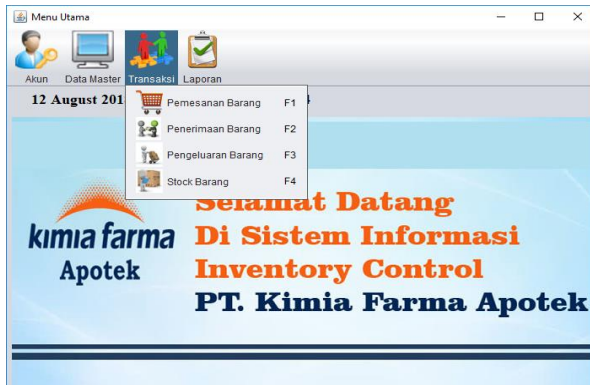 Menu Utama
Akun Data Master Transaksi Laporan
12 August 201
Pemesanan Barang F1
Penerimaan Barang F2
Pengeluaran Barang F3
Stock Barang F4
Selamat Datang
kimia farma
Di Sistem Informasi
Apotek
Inventory Control
PT. Kimia Farma Apotek